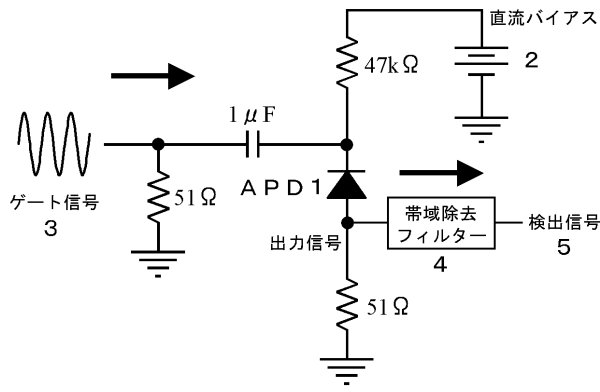 直流バイアス
2
47kΩ
1μF
ゲート信号
3
51Ω
APD1
出力信号
帯域除去
フィルター
4
検出信号
5
51Ω